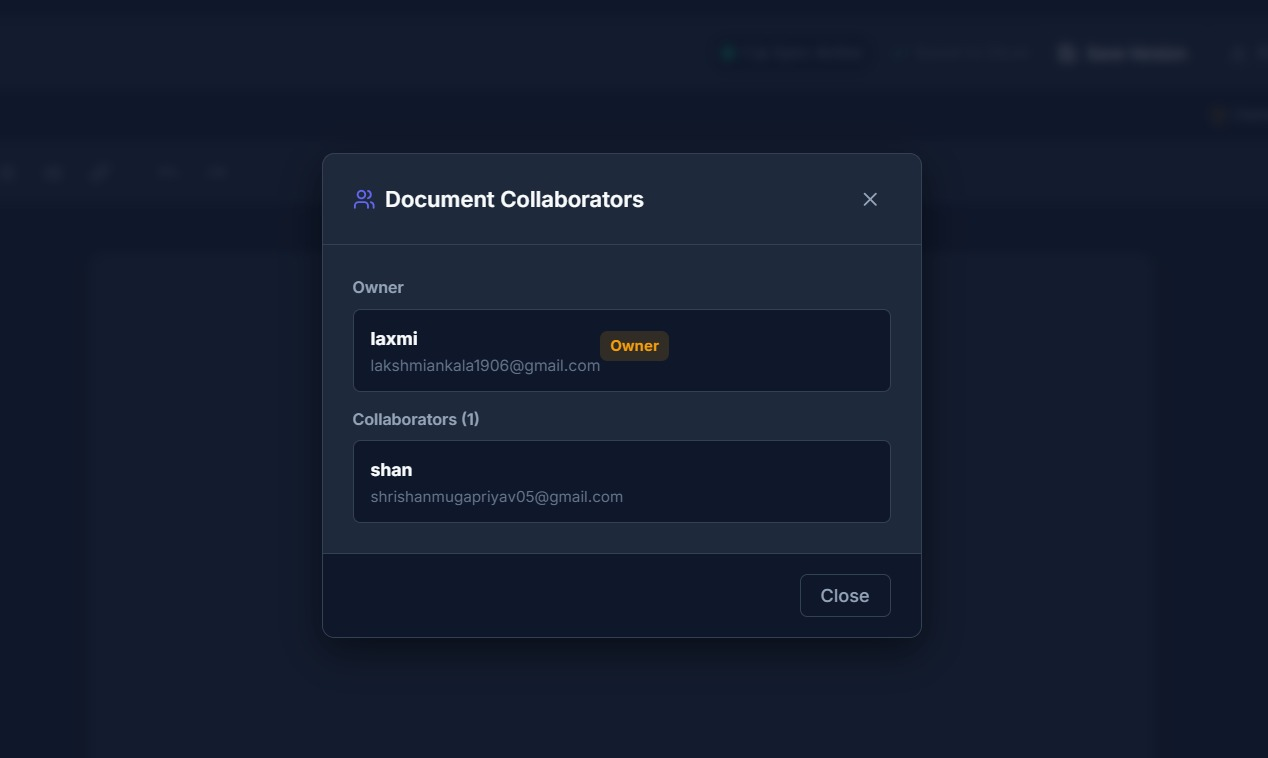 Document Collaborators
Owner
laxmi
Owner
lakshmiankala1906@gmail.com
Collaborators (1)
shan
shrishanmugapriyav05@gmail.com
Close